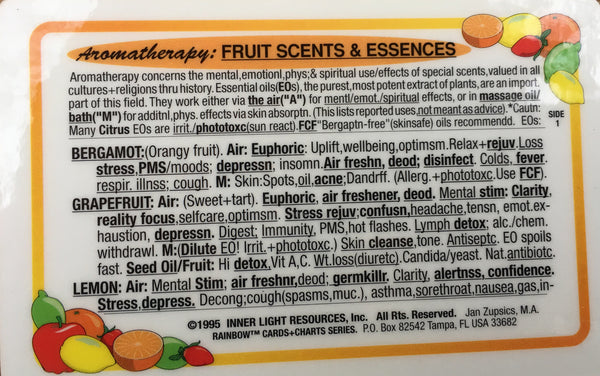 Aromatherapy: FRUIT SCENTS & ESSENCES
Aromatherapy concerns the mental,emotionl,phys;& spiritual use/effects of special scents,valued in all
cultures+religions thru history. Essential oils(EOs), the purest,most potent extract of plants, are an import.
part of this field. They work either via the air("A") for mentl/emot./spiritual effects, or in massage oil/
bath("M") for additnl,phys. effects via skin absorptn. (This lists reported uses,not meant as advice).*Cautn:
Many Citrus EOs are irrit./phototoxc(sun react).FCF"Bergaptn-free"(skinsafe) oils recommendd. EOs:
SIDE
1
BERGAMOT:(Orangy fruit). Air: Euphoric: Uplift,wellbeing,optimsm.Relax+rejuv.Loss
stress,PMS/moods; depressn; insomn.Air freshn, deod; disinfect. Colds, fever.
respir. illnss; cough. M: Skin:Spots,oil,acne;Dandrff. (Allerg.+phototoxc.Use FCF).
GRAPEFRUIT: Air: (Sweet+tart). Euphoric, air freshener, deod. Mental stim: Clarity,
reality focus,selfcare,optimsm. Stress rejuv:confusn,headache,tensn, emot.ex-
haustion, depressn. Digest; Immunity, PMS,hot flashes. Lymph detox; alc./chem.
withdrawl. M:(Dilute EO! Irrit.+phototoxc.) Skin cleanse,tone. Antiseptc. EO spoils
fast. Seed Oil/Fruit: Hi detox,Vit A,C. Wt.loss(diuretc).Candida/yeast. Nat.antibiotc.
LEMON: Air: Mental Stim; air freshnr,deod; germkillr. Clarity, alertnss, confidence.
In-Stress,depress. Decong;cough(spasms,muc.), asthma,sorethroat,nausea,gas,in-
©1995 INNER LIGHT RESOURCES, Inc. All Rts. Reserved. Jan Zupsics, M.A.
RAINBOW™ CARDS+CHARTS SERIES. P.O. Box 82542 Tampa, FL USA 33682